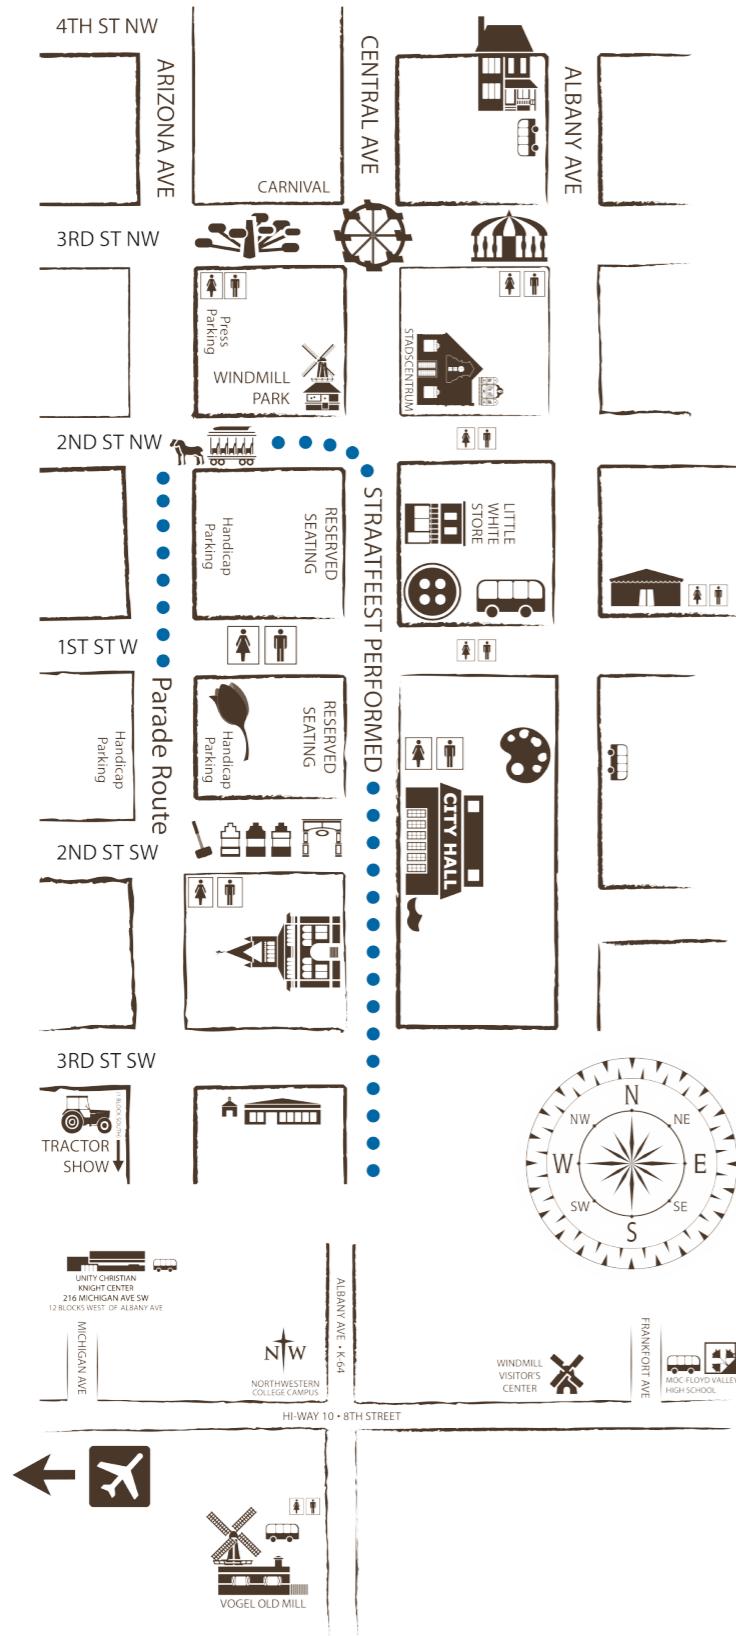 4TH ST NW
ARIZONA AVE
CENTRAL AVE
ALBANY AVE
CARNIVAL
3RD ST NW
Press
Parking
WINDMILL
PARK
STADSCENTRUM
2ND ST NW
Handicap
Parking
RESERVED
SEATING
STRAATFEEST PERFORMED
LITTLE
WHITE
STORE
1ST ST W
Parade Route
Handicap
Parking
Handicap
Parking
RESERVED
SEATING
CITY HALL
2ND ST SW
3RD ST SW
(1 BLOCK SOUTH)
TRACTOR
SHOW
N
NW
NE
W
E
SW
SE
S
UNITY CHRISTIAN
KNIGHT CENTER
216 MICHIGAN AVE SW
12 BLOCKS WEST OF ALBANY AVE
MICHIGAN AVE
N W
NORTHWESTERN
COLLEGE CAMPUS
ALBANY AVE • K-64
WINDMILL
VISITOR'S
CENTER
FRANKFORT AVE
MOC-FLOYD VALLEY
HIGH SCHOOL
HI-WAY 10 • 8TH STREET
VOGEL OLD MILL